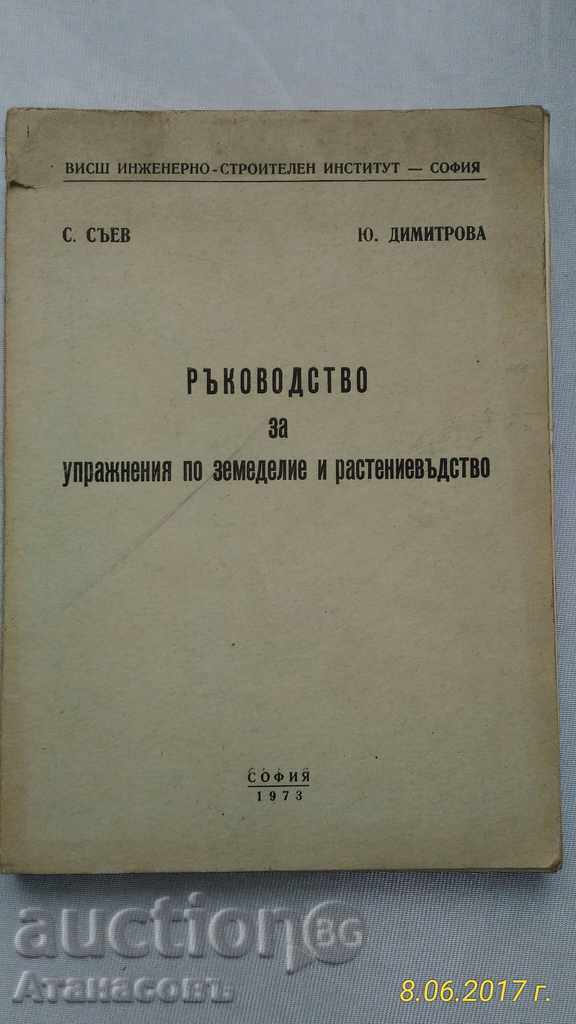 ВИСШ ИНЖЕНЕРНО-СТРОИТЕЛЕН ИНСТИТУТ — СОФИЯ
С. СЪЕВ Ю. ДИМИТРОВА
РЪКОВОДСТВО
за
упражнения по земеделие и растениевъдство
СОФИЯ
1973
auction BG
Атанасовъ
8.06.2017 г.